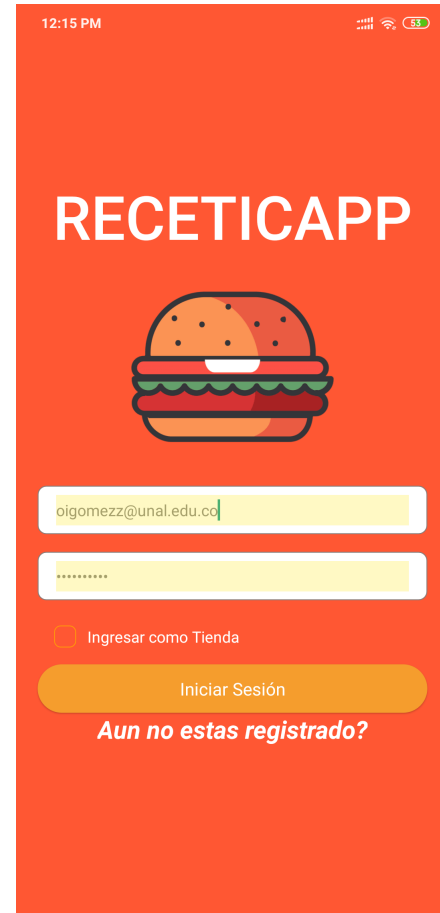 12:15 PM
53
RECETICAPP
oigomezz@unal.edu.co
••••••••••
Ingresar como Tienda
Iniciar Sesión
Aun no estas registrado?